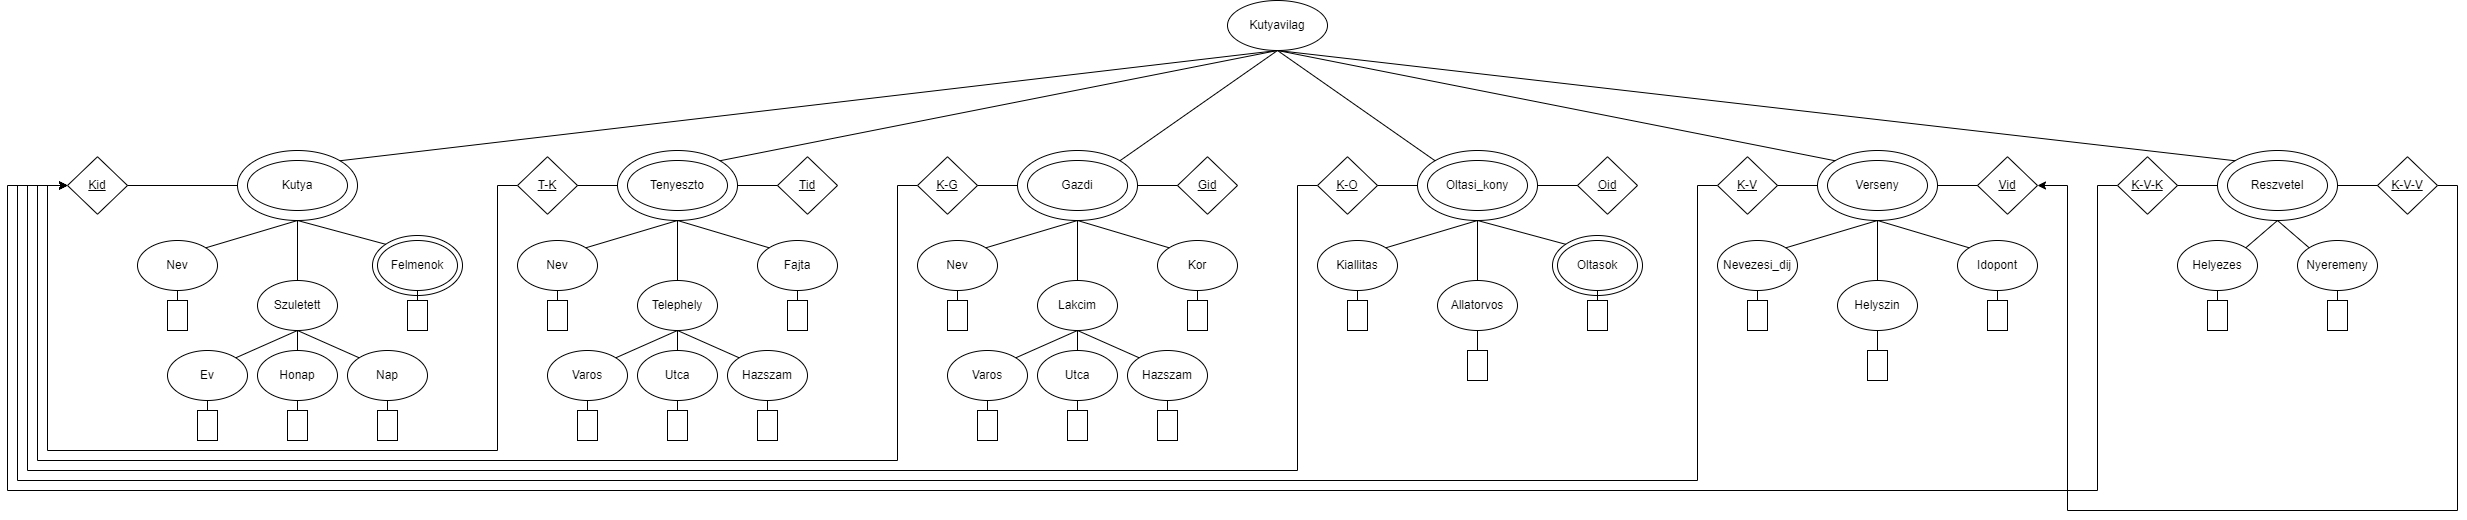 Kutyavilag
Kid
Kutya
T-K
Tenyeszto
Tid
K-G
Gazdi
Gid
K-O
Oltasi_kony
Oid
K-V
Verseny
Vid
K-V-K
Reszvetel
K-V-V
Nev
Felmenok
Nev
Fajta
Nev
Kor
Kiallitas
Oltasok
Nevezesi_dij
Idopont
Helyezes
Nyeremeny
Szuletett
Telephely
Lakcim
Allatorvos
Helyszin
Ev
Honap
Nap
Varos
Utca
Hazszam
Varos
Utca
Hazszam